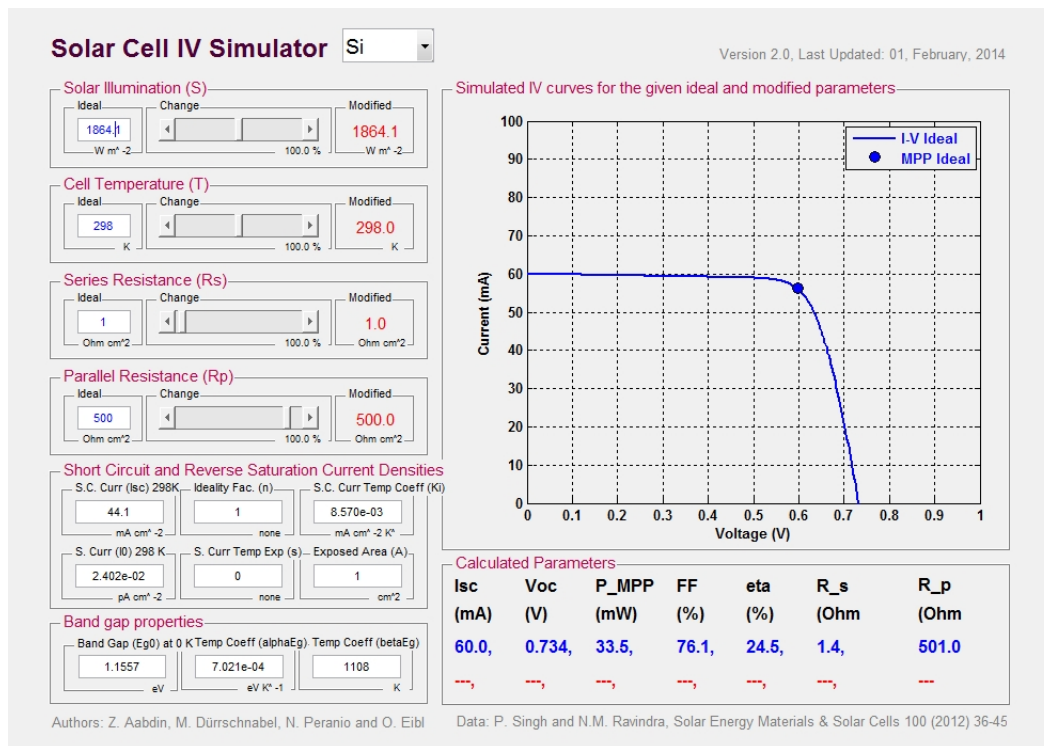 Solar Cell IV Simulator
Si
Version 2.0, Last Updated: 01, February, 2014
Solar Illumination (S)
Ideal
Change
Modified
1864.1
1864.1
W m^ -2
100.0 %
W m^ -2
Cell Temperature (T)
Ideal
Change
Modified
298
298.0
K
100.0 %
K
Series Resistance (Rs)
Ideal
Change
Modified
1
1.0
Ohm cm^2
100.0 %
Ohm cm^2
Parallel Resistance (Rp)
Ideal
Change
Modified
500
500.0
Ohm cm^2
100.0 %
Ohm cm^2
Short Circuit and Reverse Saturation Current Densities
S.C. Curr (Isc) 298K
Ideality Fac. (n)
S.C. Curr Temp Coeff (Ki)
44.1
1
8.570e-03
mA cm^ -2
none
mA cm^ -2 K^
S. Curr (I0) 298 K
S. Curr Temp Exp (s)
Exposed Area (A)
2.402e-02
0
1
pA cm^ -2
none
cm^2
Band gap properties
Band Gap (Eg0) at 0 K
Temp Coeff (alphaEg)
Temp Coeff (betaEg)
1.1557
7.021e-04
1108
eV
eV K^ -1
K
Authors: Z. Aabdin, M. Dürrschnabel, N. Peranio and O. Eibl
Simulated IV curves for the given ideal and modified parameters
I-V Ideal
MPP Ideal
100
90
80
70
60
50
40
30
20
10
0
Current (mA)
0 0.1 0.2 0.3 0.4 0.5 0.6 0.7 0.8 0.9 1
Voltage (V)
Calculated Parameters
Isc Voc P_MPP FF eta R_s R_p
(mA) (V) (mW) (%) (%) (Ohm (Ohm
60.0, 0.734, 33.5, 76.1, 24.5, 1.4, 501.0
---, ---, ---, ---, ---, ---, ---
Data: P. Singh and N.M. Ravindra, Solar Energy Materials & Solar Cells 100 (2012) 36-45